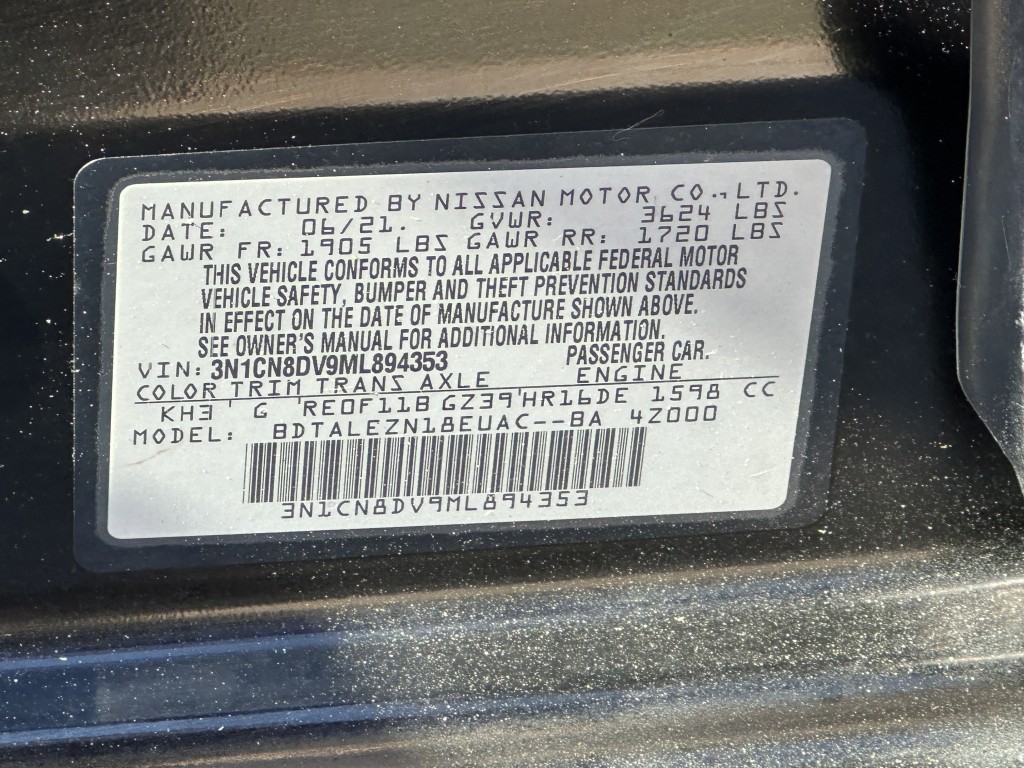 MANUFACTURED BY NISSAN MOTOR CO., LTD.
DATE: 06/21. GVWR: 3624 LBS
GAWR FR: 1905 LBS GAWR RR: 1720 LBS
THIS VEHICLE CONFORMS TO ALL APPLICABLE FEDERAL MOTOR
VEHICLE SAFETY, BUMPER AND THEFT PREVENTION STANDARDS
IN EFFECT ON THE DATE OF MANUFACTURE SHOWN ABOVE.
SEE OWNER'S MANUAL FOR ADDITIONAL INFORMATION.
VIN: 3N1CN8DV9ML894353 PASSENGER CAR.
COLOR TRIM TRANS AXLE ENGINE
KH3 ' G ' RE0F11B GZ39'HR16DE 1598 CC
MODEL: BDTALEZN18EUAC--BA 4Z000
3N1CN8DV9ML894353